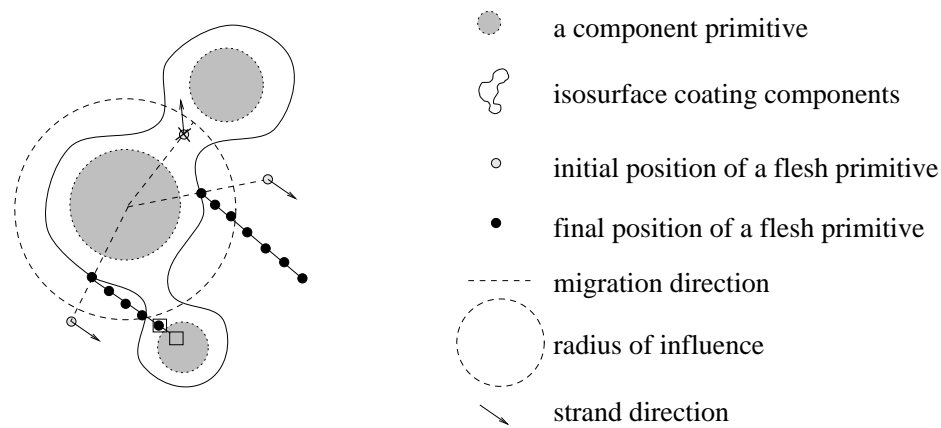 a component primitive
isosurface coating components
initial position of a flesh primitive
final position of a flesh primitive
migration direction
radius of influence
strand direction